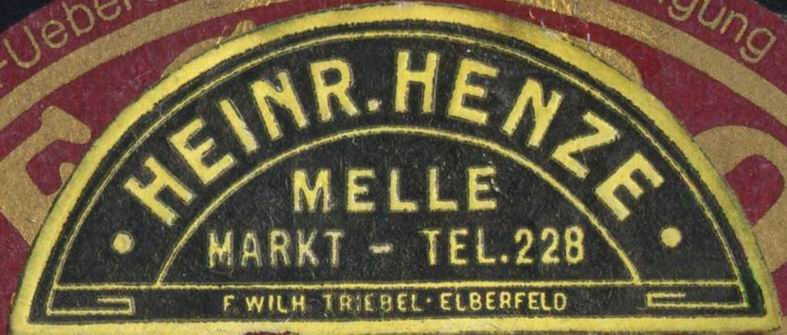 HEINR. HENZE
MELLE
MARKT - TEL. 228
F. WILH. TRIEBEL · ELBERFELD